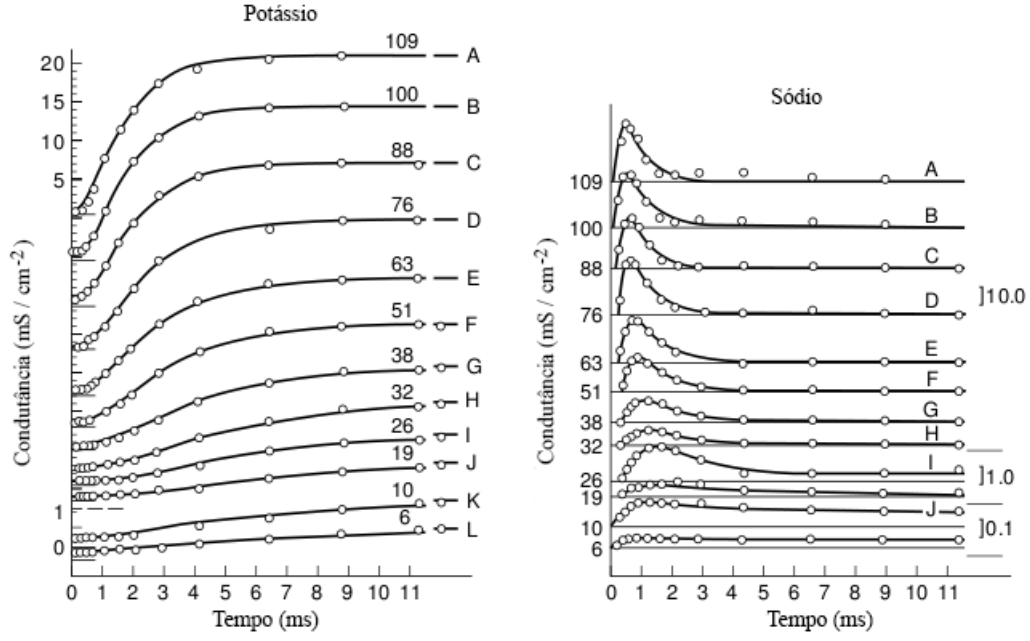 Potássio
Condutância (mS / cm-2)
20
15
10
5
1
0
109
A
100
B
88
C
76
D
63
E
51
F
38
G
32
H
26
I
19
J
10
K
6
L
0 1 2 3 4 5 6 7 8 9 10 11
Tempo (ms)
Sódio
Condutância (mS / cm-2)
109
A
100
B
88
C
76
D
]10.0
63
E
51
F
38
G
32
H
26
I
]1.0
19
J
10
]0.1
6
0 1 2 3 4 5 6 7 8 9 10 11
Tempo (ms)